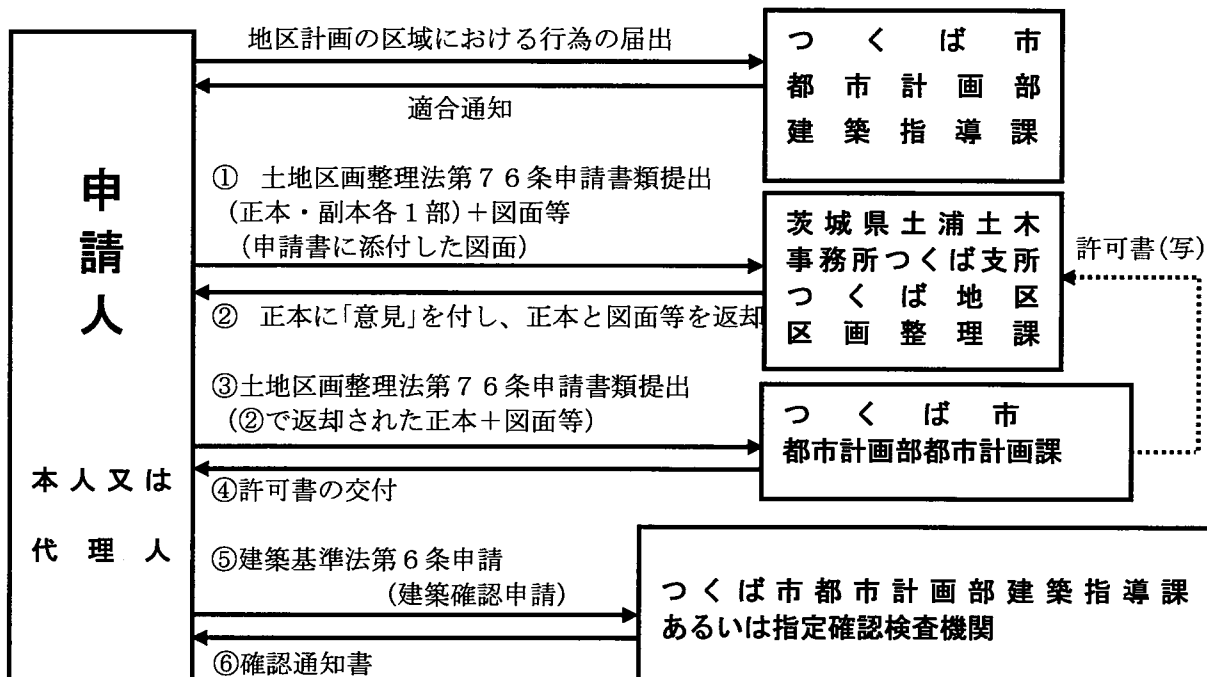 申請人
本人又は
代理人
地区計画の区域における行為の届出
適合通知
つくば市
都市計画部
建築指導課
① 土地区画整理法第７６条申請書類提出
(正本・副本各１部)＋図面等
(申請書に添付した図面)
② 正本に「意見」を付し、正本と図面等を返却
茨城県土浦土木
事務所つくば支所
つくば地区
区画整理課
許可書(写)
③土地区画整理法第７６条申請書類提出
(②で返却された正本＋図面等)
④許可書の交付
つくば市
都市計画部都市計画課
⑤建築基準法第６条申請
(建築確認申請)
⑥確認通知書
つくば市都市計画部建築指導課
あるいは指定確認検査機関